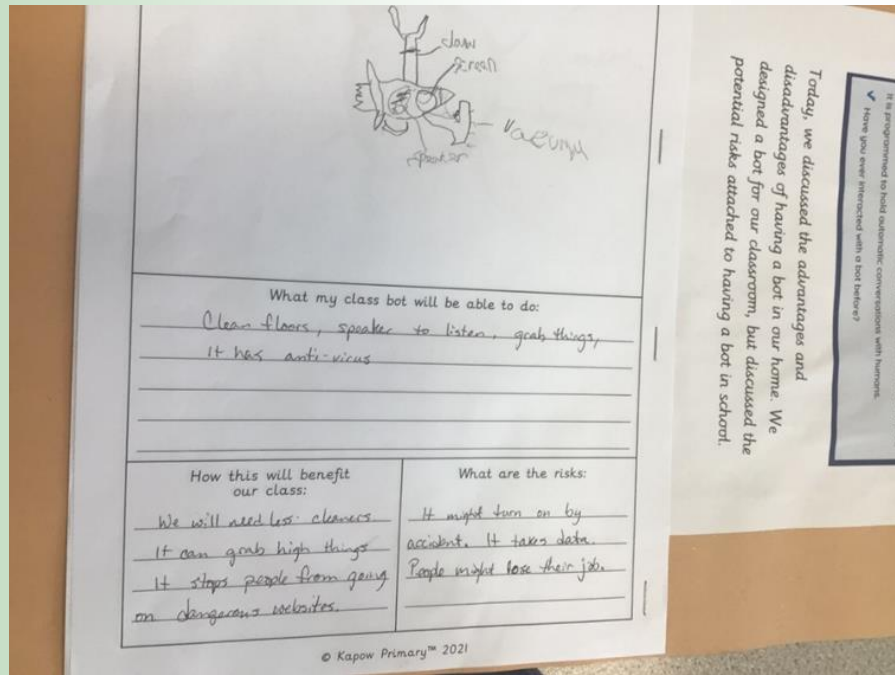 claw
screan
speaker
What my class bot will be able to do:
Clean floors, speaker to listen, grab things,
It has anti-virus
How this will benefit
our class:
We will need less cleaners
It can grab high things
It stops people from going
on dangerous websites.
What are the risks:
It might turn on by
accident. It takes data.
People might lose their job.
© Kapow Primary™ 2021
It is programmed to hold automatic conversations with humans.
✓ Have you ever interacted with a bot before?
Today, we discussed the advantages and
disadvantages of having a bot in our home. We
designed a bot for our classroom, but discussed the
potential risks attached to having a bot in school.